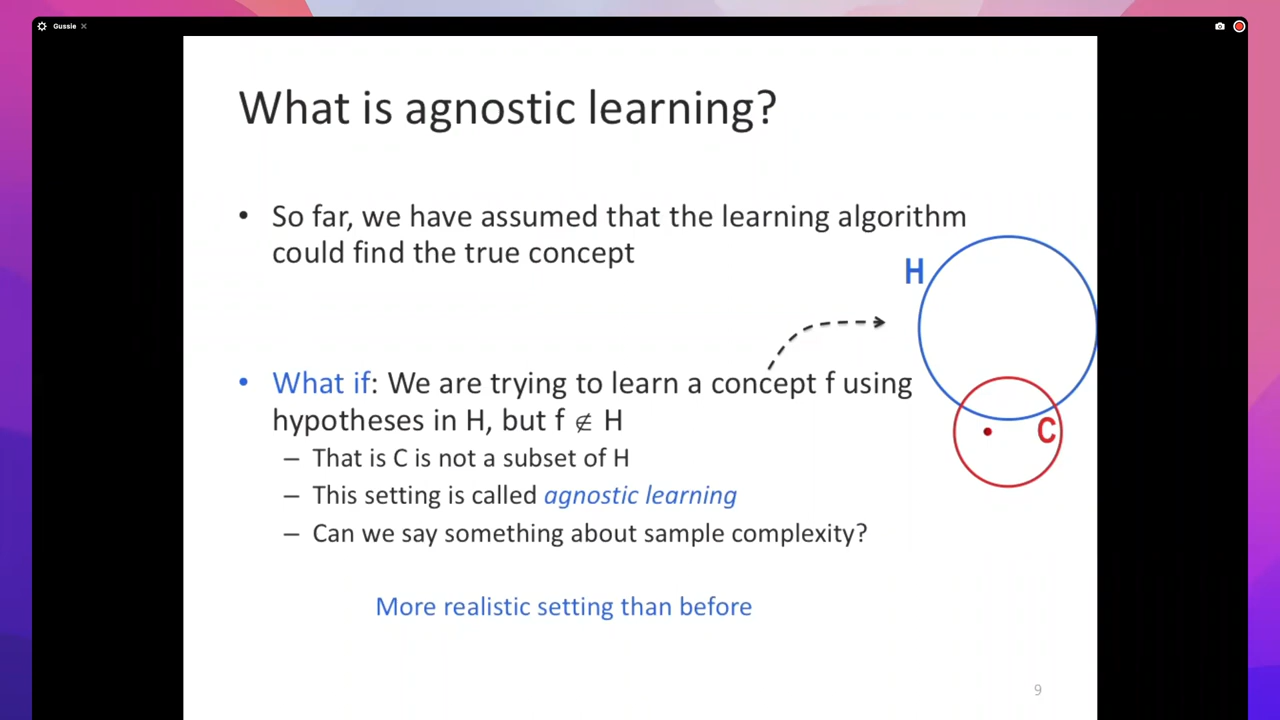 Gussie
What is agnostic learning?
• So far, we have assumed that the learning algorithm
could find the true concept
H
• What if: We are trying to learn a concept f using
hypotheses in H, but f ∉ H
C
– That is C is not a subset of H
– This setting is called agnostic learning
– Can we say something about sample complexity?
More realistic setting than before
9